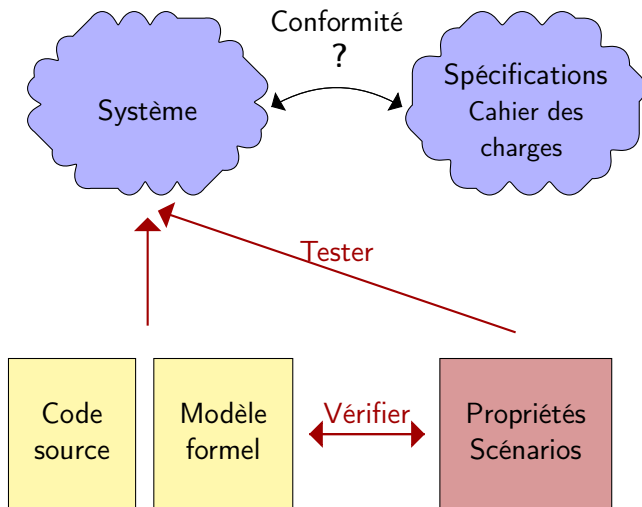 Conformité
?
Système
Spécifications
Cahier des
charges
Tester
Code
source
Modèle
formel
Vérifier
Propriétés
Scénarios